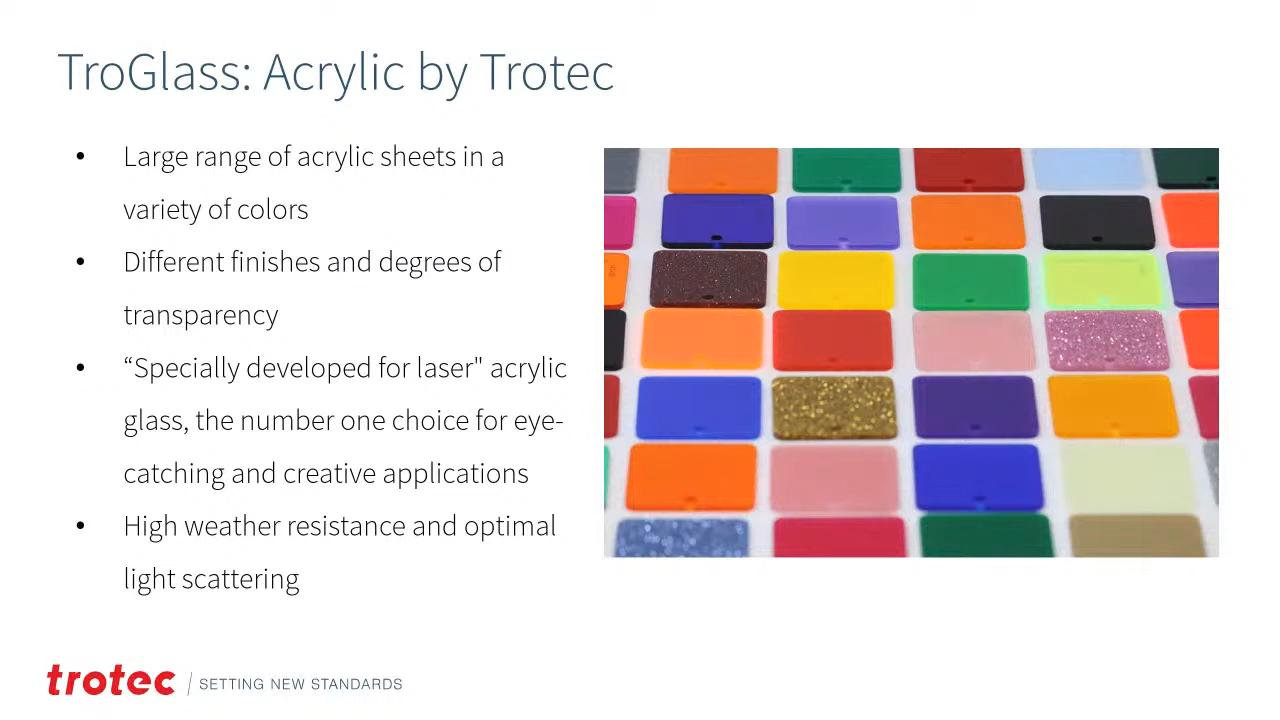 TroGlass: Acrylic by Trotec
• Large range of acrylic sheets in a
variety of colors
• Different finishes and degrees of
transparency
• “Specially developed for laser" acrylic
glass, the number one choice for eye-
catching and creative applications
• High weather resistance and optimal
light scattering
trotec / SETTING NEW STANDARDS